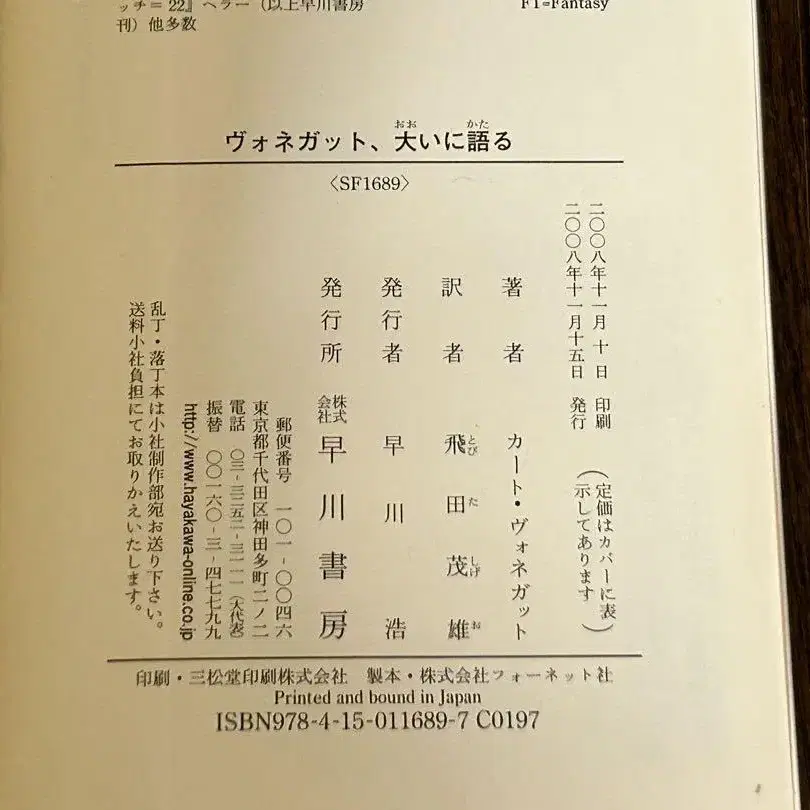 ッチ=22』ヘラー（以上早川書房
刊）他多数
FT=Fantasy
ヴォネガット、大いに語る
おお
かた
〈SF1689〉
二〇〇八年十一月 十 日 印刷
二〇〇八年十一月十五日 発行
（定価はカバーに表
示してあります）
著者 カート・ヴォネガット
訳者 飛田茂雄
とび た しげ お
発行者 早川 浩
発行所 株式会社 早川書房
郵便番号 一〇一-〇〇四六
東京都千代田区神田多町二ノ二
電話 〇三-三二五二-三一一一（大代表）
振替 〇〇一六〇-三-四七七九九
http://www.hayakawa-online.co.jp
乱丁・落丁本は小社制作部宛お送り下さい。
送料小社負担にてお取りかえいたします。
印刷・三松堂印刷株式会社 製本・株式会社フォーネット社
Printed and bound in Japan
ISBN978-4-15-011689-7 C0197